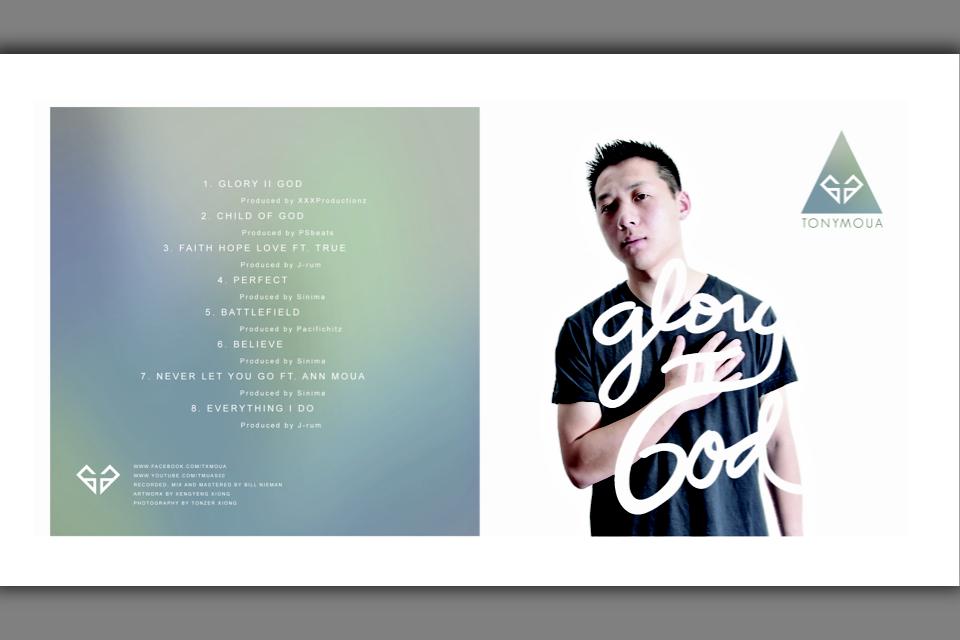 1. GLORY II GOD
Produced by XXXProductionz
2. CHILD OF GOD
Produced by PSbeats
3. FAITH HOPE LOVE FT. TRUE
Produced by J-rum
4. PERFECT
Produced by Sinima
5. BATTLEFIELD
Produced by Pacifichitz
6. BELIEVE
Produced by Sinima
7. NEVER LET YOU GO FT. ANN MOUA
Produced by Sinima
8. EVERYTHING I DO
Produced by J-rum
WWW.FACEBOOK.COM/TXMOUA
WWW.YOUTUBE.COM/TMUA920
RECORDED, MIX AND MASTERED BY BILL NIEMAN
ARTWORK BY XENGYENG XIONG
PHOTOGRAPHY BY TONZER XIONG
TONYMOUA
glory
II
God